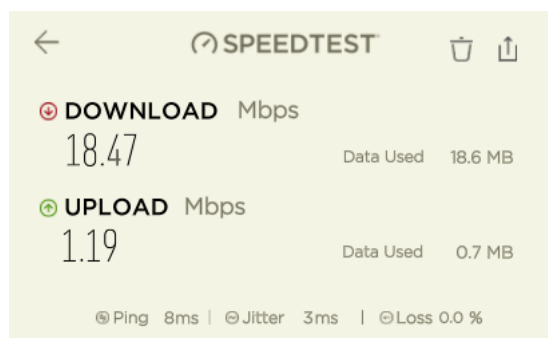 SPEEDTEST
DOWNLOAD Mbps
18.47
Data Used 18.6 MB
UPLOAD Mbps
1.19
Data Used 0.7 MB
Ping 8ms | Jitter 3ms | Loss 0.0 %